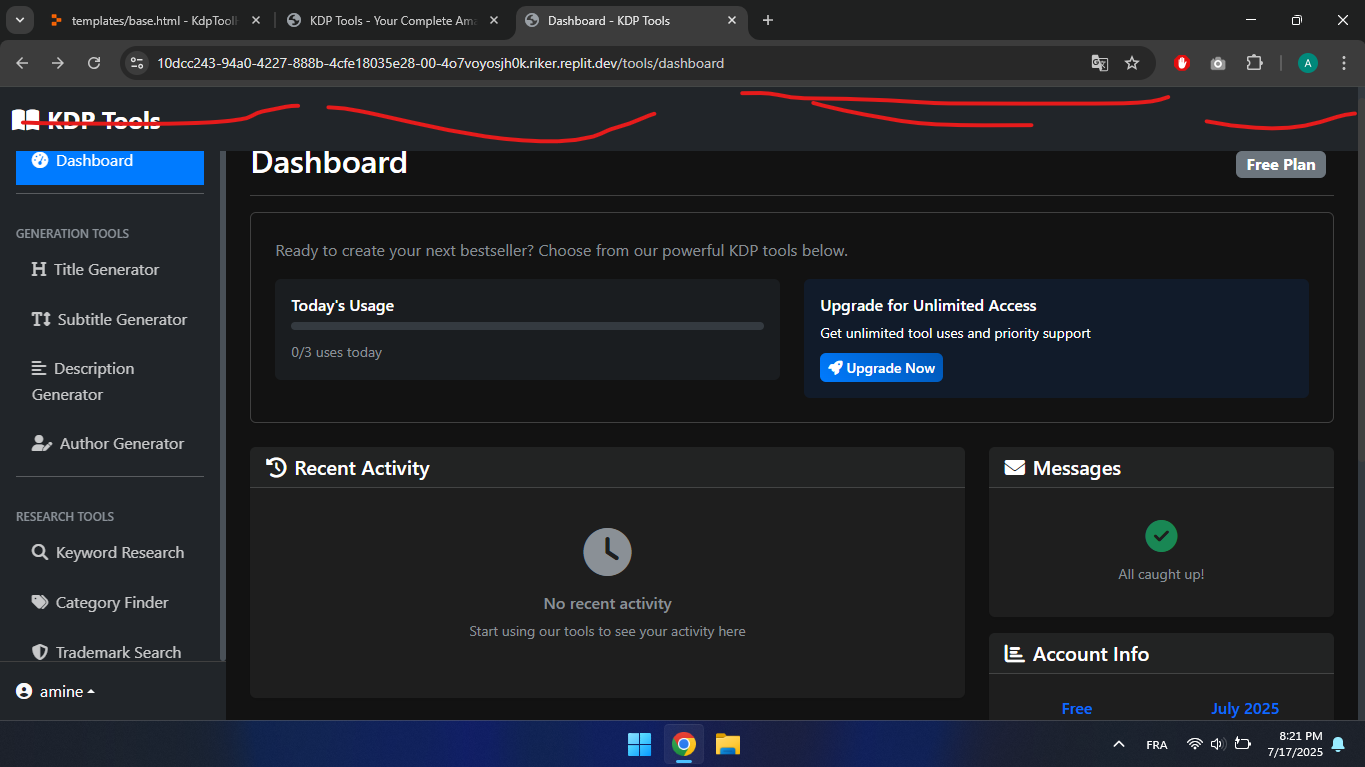 templates/base.html - KdpTool
KDP Tools - Your Complete Ama
Dashboard - KDP Tools
10dcc243-94a0-4227-888b-4cfe18035e28-00-4o7voyosjh0k.riker.replit.dev/tools/dashboard
A
KDP Tools
Dashboard
GENERATION TOOLS
Title Generator
Subtitle Generator
Description
Generator
Author Generator
RESEARCH TOOLS
Keyword Research
Category Finder
Trademark Search
amine
Dashboard
Free Plan
Ready to create your next bestseller? Choose from our powerful KDP tools below.
Today's Usage
0/3 uses today
Upgrade for Unlimited Access
Get unlimited tool uses and priority support
Upgrade Now
Recent Activity
No recent activity
Start using our tools to see your activity here
Messages
All caught up!
Account Info
Free
July 2025
FRA
8:21 PM
7/17/2025